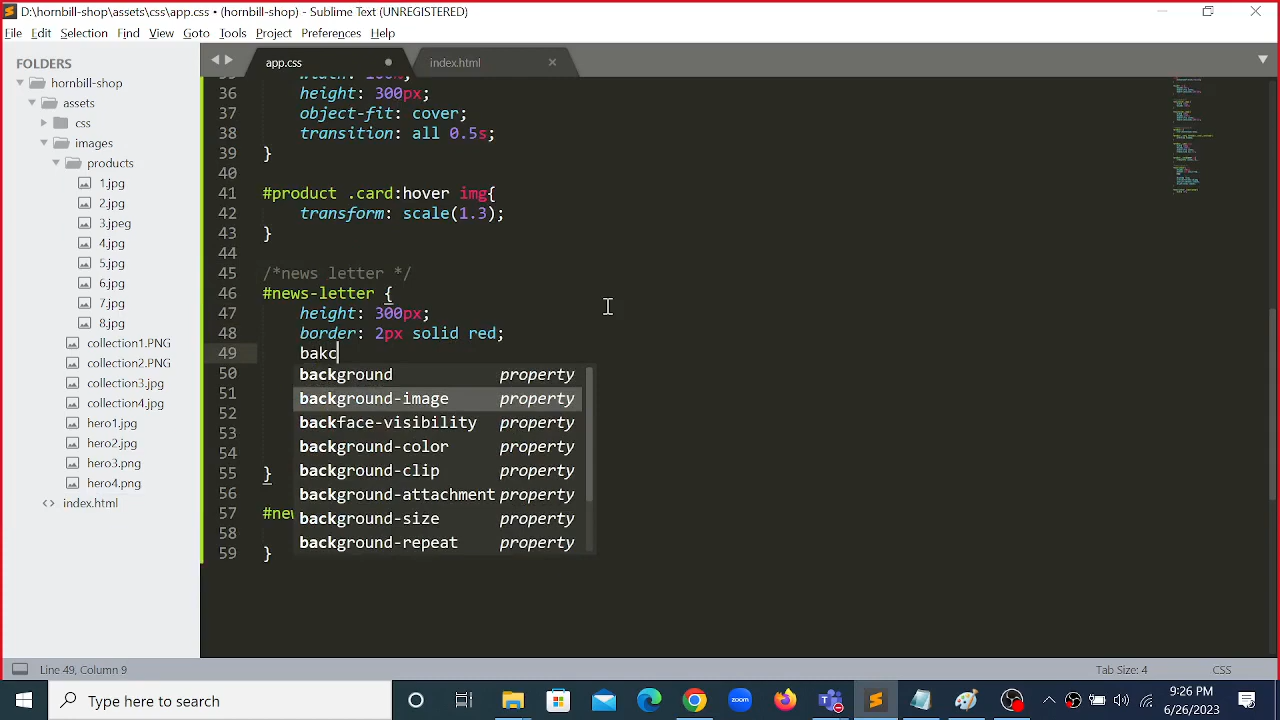 D:\hornbill-shop\assets\css\app.css • (hornbill-shop) - Sublime Text (UNREGISTERED)
File Edit Selection Find View Goto Tools Project Preferences Help
FOLDERS
hornbill-shop
assets
css
images
products
1.jpg
2.jpg
3.jpeg
4.jpg
5.jpg
6.jpg
7.jpg
8.jpg
collection1.PNG
collection2.PNG
collection3.jpg
collection4.jpg
hero1.jpg
hero2.jpg
hero3.png
hero4.png
index.html
app.css index.html
35 width: 100%;
36 height: 300px;
37 object-fit: cover;
38 transition: all 0.5s;
39 }
40
41 #product .card:hover img{
42 transform: scale(1.3);
43 }
44
45 /*news letter */
46 #news-letter {
47 height: 300px;
48 border: 2px solid red;
49 bakc
50
51
52
53
54
55 }
56
57 #new
58
59 }
background property
background-image property
backface-visibility property
background-color property
background-clip property
background-attachment property
background-size property
background-repeat property
Line 49, Column 9 Tab Size: 4 CSS
Type here to search
zoom
9:26 PM
6/26/2023